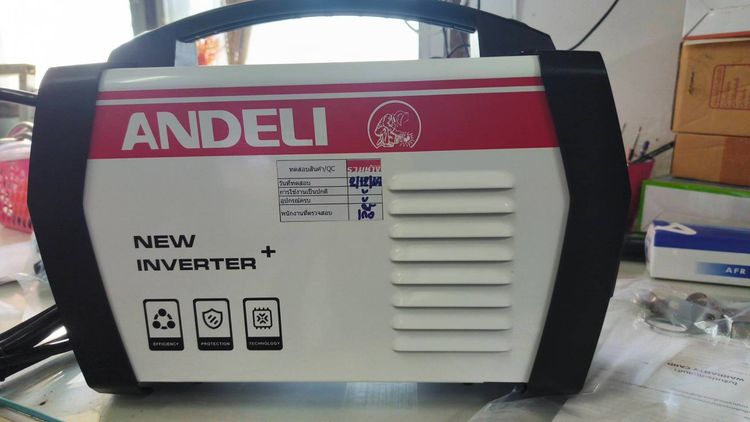 ANDELI
ทดสอบสินค้า/QC
วันที่ทดสอบ
การใช้งานเป็นปกติ
อุปกรณ์ครบ
พนักงานที่ตรวจสอบ
NEW
INVERTER+
EFFICIENCY
PROTECTION
TECHNOLOGY
A
AFR
WARRANTY CARD